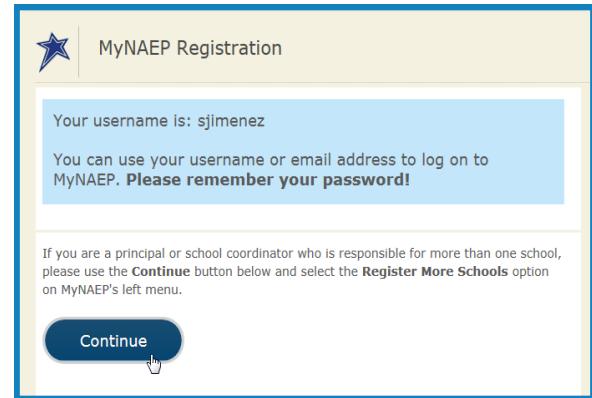 MyNAEP Registration
Your username is: sjimenez
You can use your username or email address to log on to
MyNAEP. Please remember your password!
If you are a principal or school coordinator who is responsible for more than one school,
please use the Continue button below and select the Register More Schools option
on MyNAEP's left menu.
Continue